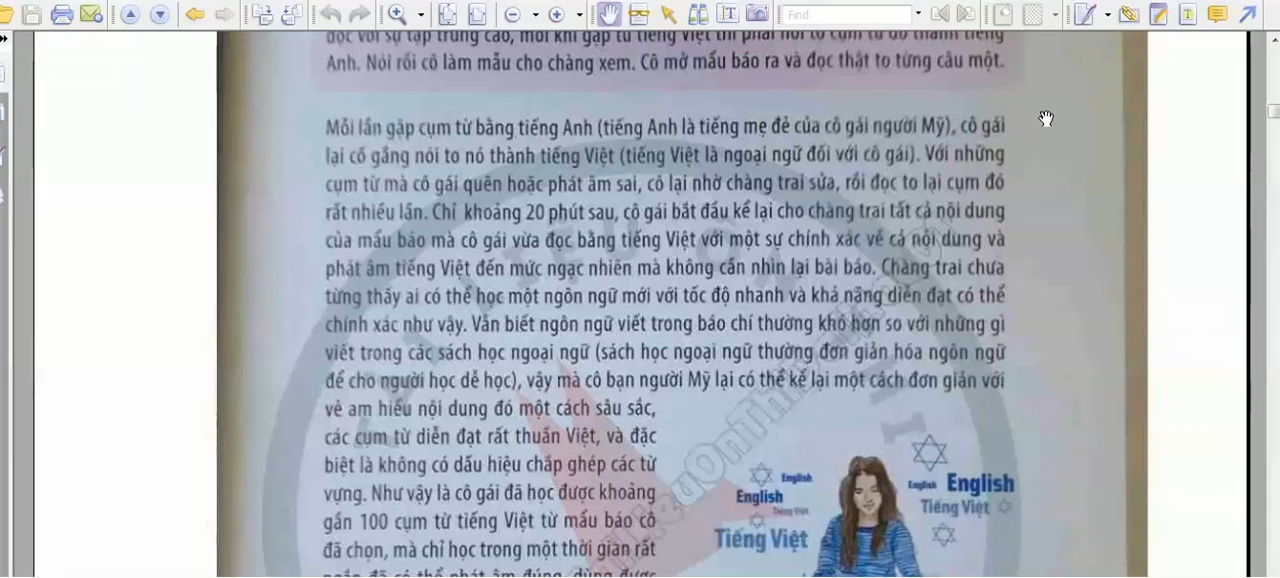 Find
đọc với sự tập trung cao, mỗi khi gặp từ tiếng Việt thì phải nói to cụm từ đó thành tiếng
Anh. Nói rồi cô làm mẫu cho chàng xem. Cô mở mẩu báo ra và đọc thật to từng câu một.
Mỗi lần gặp cụm từ bằng tiếng Anh (tiếng Anh là tiếng mẹ đẻ của cô gái người Mỹ), cô gái
lại cố gắng nói to nó thành tiếng Việt (tiếng Việt là ngoại ngữ đối với cô gái). Với những
cụm từ mà cô gái quên hoặc phát âm sai, cô lại nhờ chàng trai sửa, rồi đọc to lại cụm đó
rất nhiều lần. Chỉ khoảng 20 phút sau, cô gái bắt đầu kể lại cho chàng trai tất cả nội dung
của mẩu báo mà cô gái vừa đọc bằng tiếng Việt với một sự chính xác về cả nội dung và
phát âm tiếng Việt đến mức ngạc nhiên mà không cần nhìn lại bài báo. Chàng trai chưa
từng thấy ai có thể học một ngôn ngữ mới với tốc độ nhanh và khả năng diễn đạt có thể
chính xác như vậy. Vẫn biết ngôn ngữ viết trong báo chí thường khó hơn so với những gì
viết trong các sách học ngoại ngữ (sách học ngoại ngữ thường đơn giản hóa ngôn ngữ
để cho người học dễ học), vậy mà cô bạn người Mỹ lại có thể kể lại một cách đơn giản với
vẻ am hiểu nội dung đó một cách sâu sắc,
các cụm từ diễn đạt rất thuần Việt, và đặc
biệt là không có dấu hiệu chắp ghép các từ
vựng. Như vậy là cô gái đã học được khoảng
gần 100 cụm từ tiếng Việt từ mẩu báo cô
đã chọn, mà chỉ học trong một thời gian rất
ngắn đã có thể phát âm đúng, dùng được
English
English
Tiếng Việt
Tiếng Việt
English
English
Tiếng Việt